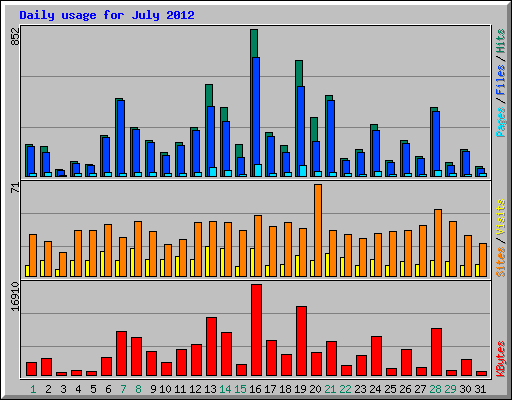 Daily usage for July 2012
852
Pages / Files / Hits
71
Sites / Visits
16910
KBytes
1 2 3 4 5 6 7 8 9 10 11 12 13 14 15 16 17 18 19 20 21 22 23 24 25 26 27 28 29 30 31